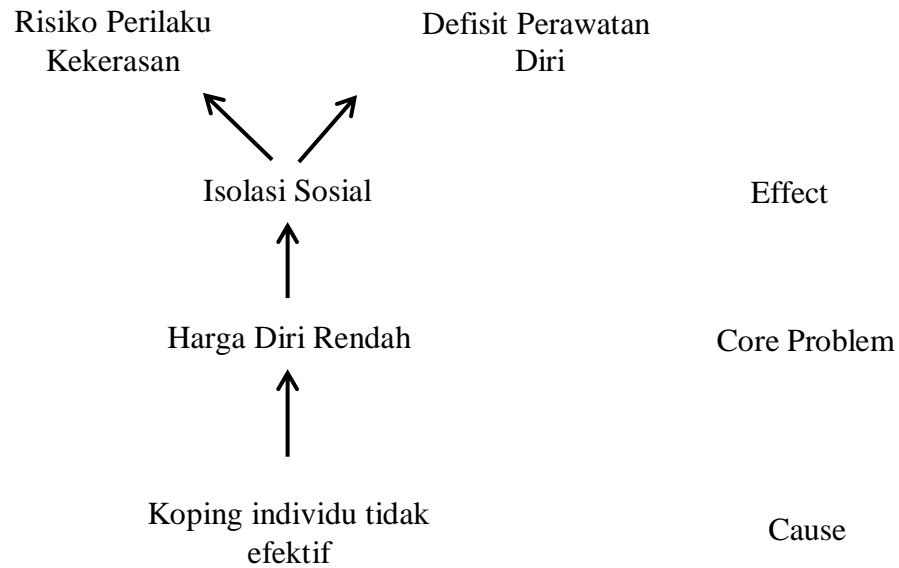 Risiko Perilaku
Kekerasan
Defisit Perawatan
Diri
Isolasi Sosial
Effect
Harga Diri Rendah
Core Problem
Koping individu tidak
efektif
Cause